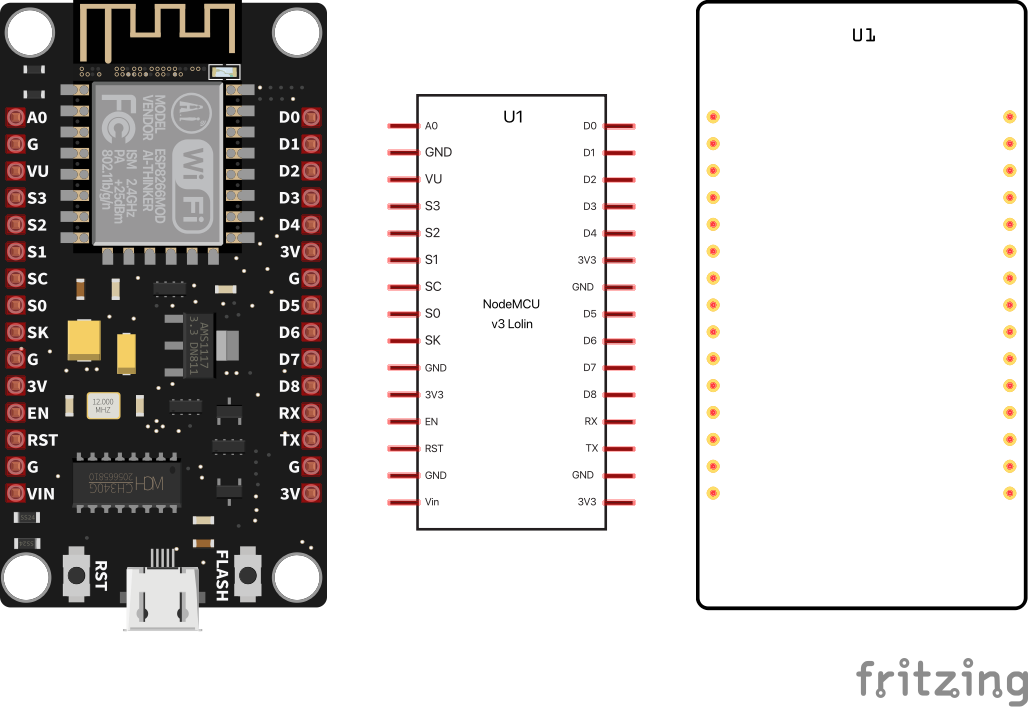 A0
G
VU
S3
S2
S1
SC
S0
SK
G
3V
EN
RST
G
VIN
D0
D1
D2
D3
D4
3V
G
D5
D6
D7
D8
RX
TX
G
3V
MODEL ESP8266MOD
VENDOR AI-THINKER
ISM 2.4GHz
PA +25dBm
802.11b/g/n
FC
Ai
Wi Fi
AMS1117
3.3 DN811
12.000
MHZ
WCH
CH340G
205665810
RST
FLASH
U1
A0
GND
VU
S3
S2
S1
SC
S0
SK
GND
3V3
EN
RST
GND
Vin
NodeMCU
v3 Lolin
D0
D1
D2
D3
D4
3V3
GND
D5
D6
D7
D8
RX
TX
GND
3V3
U1
fritzing